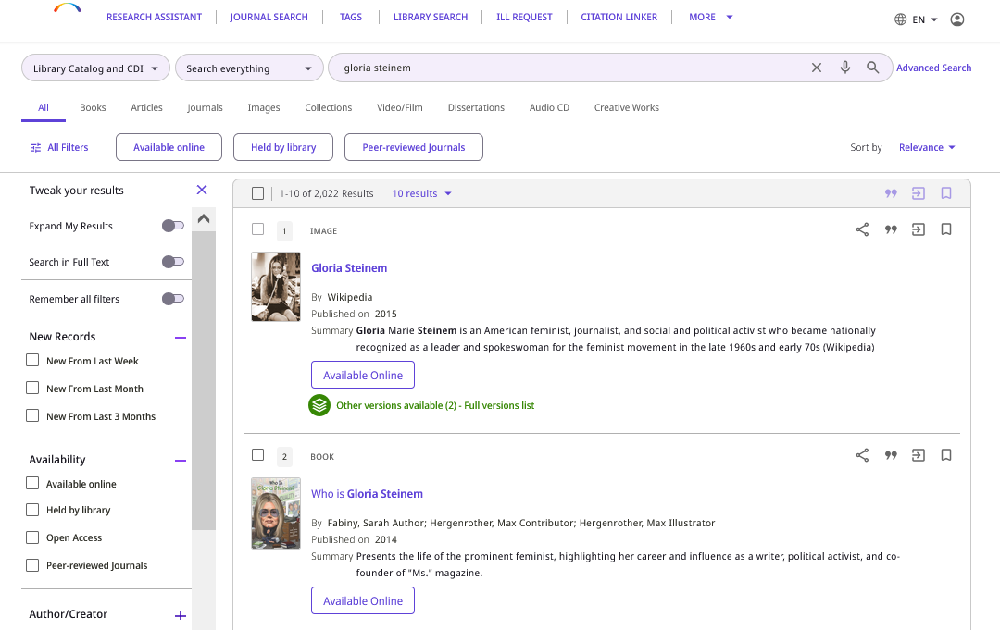 RESEARCH ASSISTANT JOURNAL SEARCH TAGS LIBRARY SEARCH ILL REQUEST CITATION LINKER MORE EN
Library Catalog and CDI Search everything gloria steinem Advanced Search
All Books Articles Journals Images Collections Video/Film Dissertations Audio CD Creative Works
All Filters Available online Held by library Peer-reviewed Journals Sort by Relevance
Tweak your results
Expand My Results
Search in Full Text
Remember all filters
New Records
New From Last Week
New From Last Month
New From Last 3 Months
Availability
Available online
Held by library
Open Access
Peer-reviewed Journals
Author/Creator
1-10 of 2,022 Results 10 results
1 IMAGE
Gloria Steinem
By Wikipedia
Published on 2015
Summary Gloria Marie Steinem is an American feminist, journalist, and social and political activist who became nationally
recognized as a leader and spokeswoman for the feminist movement in the late 1960s and early 70s (Wikipedia)
Available Online
Other versions available (2) - Full versions list
2 BOOK
Who Is
Gloria Steinem?
Who is Gloria Steinem
By Fabiny, Sarah Author; Hergenrother, Max Contributor; Hergenrother, Max Illustrator
Published on 2014
Summary Presents the life of the prominent feminist, highlighting her career and influence as a writer, political activist, and co-
founder of "Ms." magazine.
Available Online